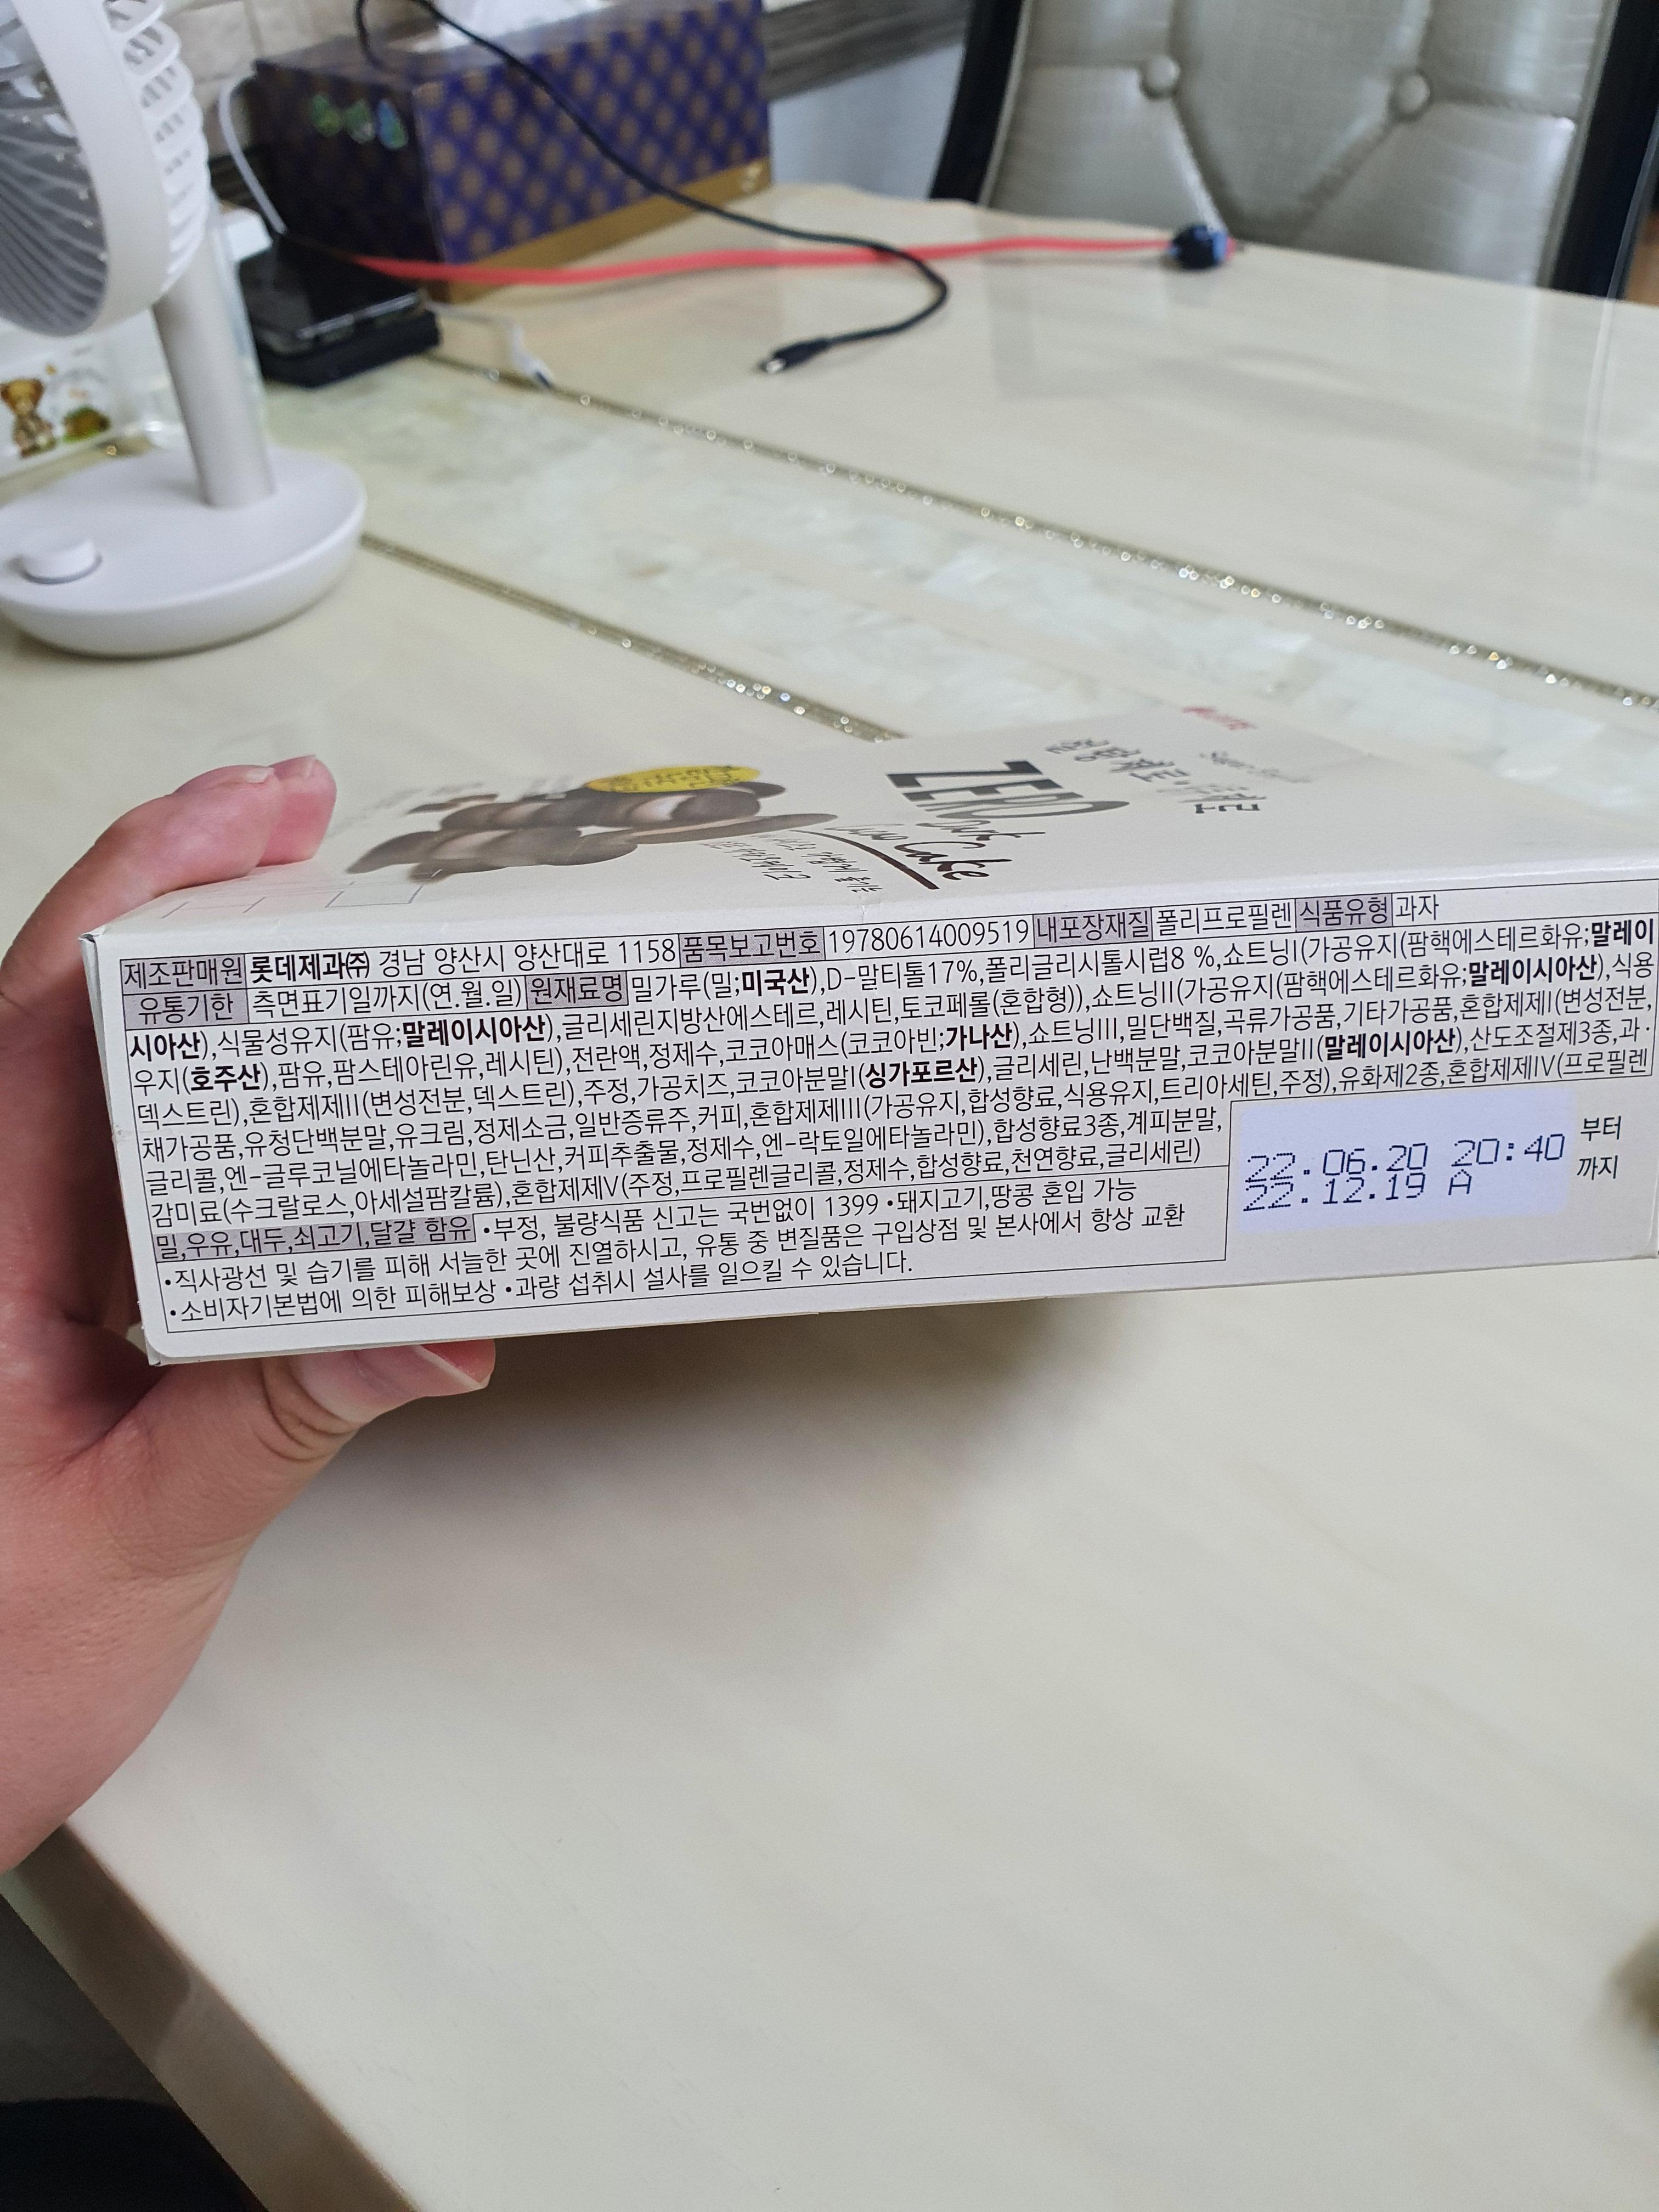 ZERO
Cake
제조판매원 롯데제과㈜ 경남 양산시 양산대로 1158 품목보고번호 19780614009519 내포장재질 폴리프로필렌 식품유형 과자
유통기한 측면표기일까지(연.월.일) 원재료명 밀가루(밀;미국산),D-말티톨17%,폴리글리시톨시럽8 %,쇼트닝I(가공유지(팜핵에스테르화유;말레이
시아산),식물성유지(팜유;말레이시아산),글리세린지방산에스테르,레시틴,토코페롤(혼합형)),쇼트닝II(가공유지(팜핵에스테르화유;말레이시아산),식용
우지(호주산),팜유,팜스테아린유,레시틴),전란액,정제수,코코아매스(코코아빈;가나산),쇼트닝III,밀단백질,곡류가공품,기타가공품,혼합제제I(변성전분,
덱스트린),혼합제제II(변성전분,덱스트린),주정,가공치즈,코코아분말I(싱가포르산),글리세린,난백분말,코코아분말II(말레이시아산),산도조절제3종,과·
채가공품,유청단백분말,유크림,정제소금,일반증류주,커피,혼합제제III(가공유지,합성향료,식용유지,트리아세틴,주정),유화제2종,혼합제제IV(프로필렌
글리콜,엔-글루코닐에타놀라민,탄닌산,커피추출물,정제수,엔-락토일에타놀라민),합성향료3종,계피분말,
감미료(수크랄로스,아세설팜칼륨),혼합제제V(주정,프로필렌글리콜,정제수,합성향료,천연향료,글리세린)
밀,우유,대두,쇠고기,달걀 함유 •부정, 불량식품 신고는 국번없이 1399 •돼지고기,땅콩 혼입 가능
•직사광선 및 습기를 피해 서늘한 곳에 진열하시고, 유통 중 변질품은 구입상점 및 본사에서 항상 교환
•소비자기본법에 의한 피해보상 •과량 섭취시 설사를 일으킬 수 있습니다.
22.06.20 20:40 부터
22.12.19 A 까지